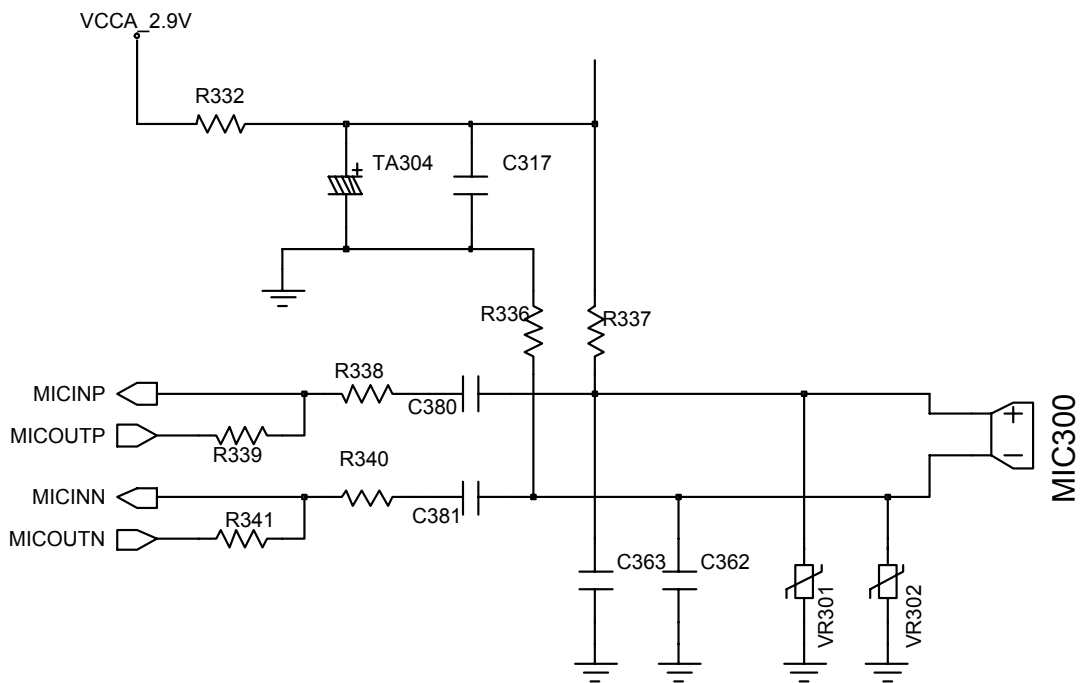 VCCA_2.9V
R332
+
TA304
C317
R336
R337
MICINP
R338
C380
+
MICOUTP
R339
R340
−
MIC300
MICINN
C381
MICOUTN
R341
C363
C362
VR301
VR302